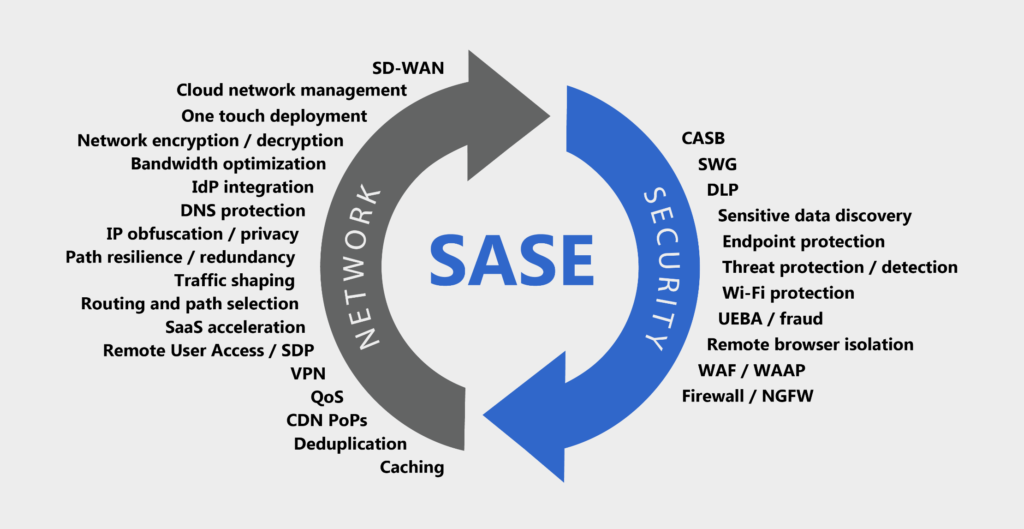 SD-WAN
Cloud network management
One touch deployment
Network encryption / decryption
Bandwidth optimization
IdP integration
DNS protection
IP obfuscation / privacy
Path resilience / redundancy
Traffic shaping
Routing and path selection
SaaS acceleration
Remote User Access / SDP
VPN
QoS
CDN PoPs
Deduplication
Caching
NETWORK
SASE
SECURITY
CASB
SWG
DLP
Sensitive data discovery
Endpoint protection
Threat protection / detection
Wi-Fi protection
UEBA / fraud
Remote browser isolation
WAF / WAAP
Firewall / NGFW